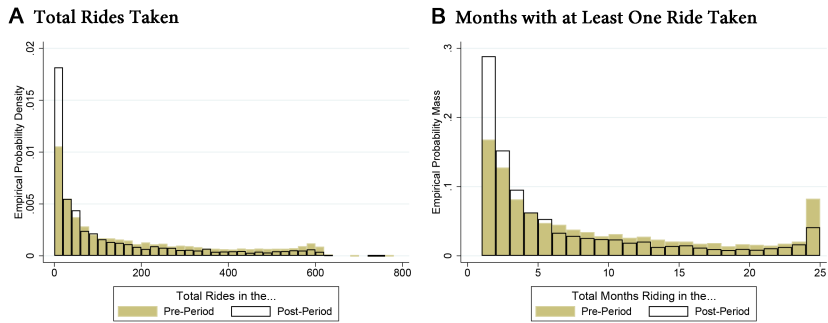 A Total Rides Taken
Empirical Probability Density
.02
.015
.01
.005
0
0 200 400 600 800
Total Rides in the...
Pre-Period Post-Period
B Months with at Least One Ride Taken
Empirical Probability Mass
.3
.2
.1
0
0 5 10 15 20 25
Total Months Riding in the...
Pre-Period Post-Period